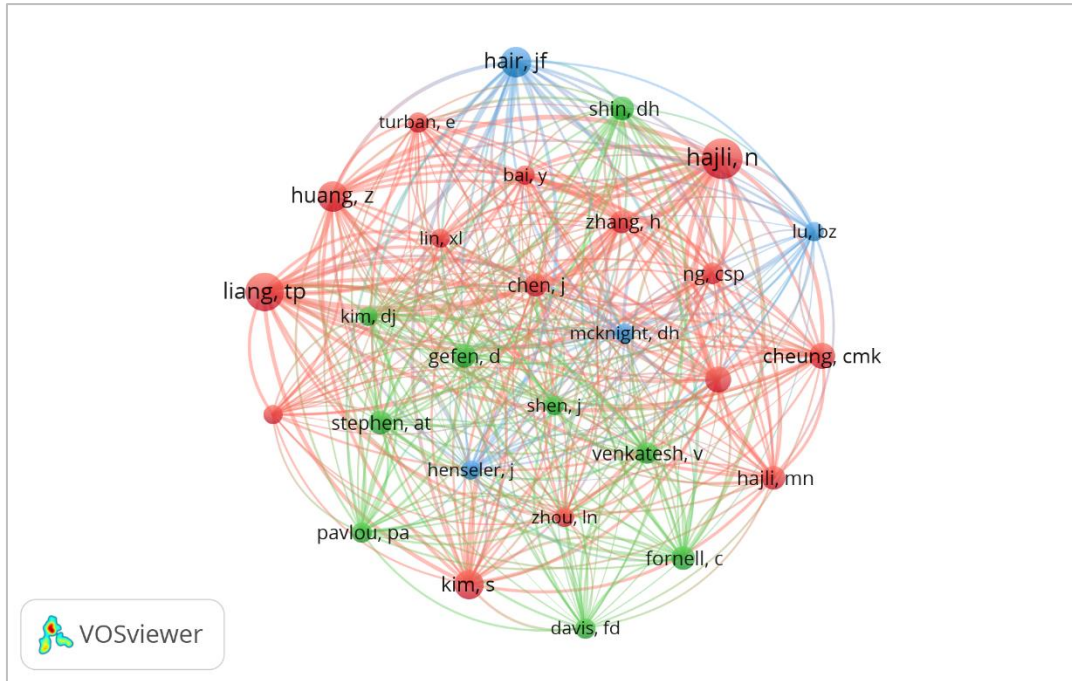 hair, jf
shin, dh
turban, e
hajli, n
bai, y
huang, z
zhang, h
lu, bz
lin, xl
ng, csp
chen, j
liang, tp
kim, dj
mcknight, dh
gefen, d
cheung, cmk
shen, j
stephen, at
venkatesh, v
henseler, j
hajli, mn
zhou, ln
pavlou, pa
fornell, c
kim, s
davis, fd
VOSviewer